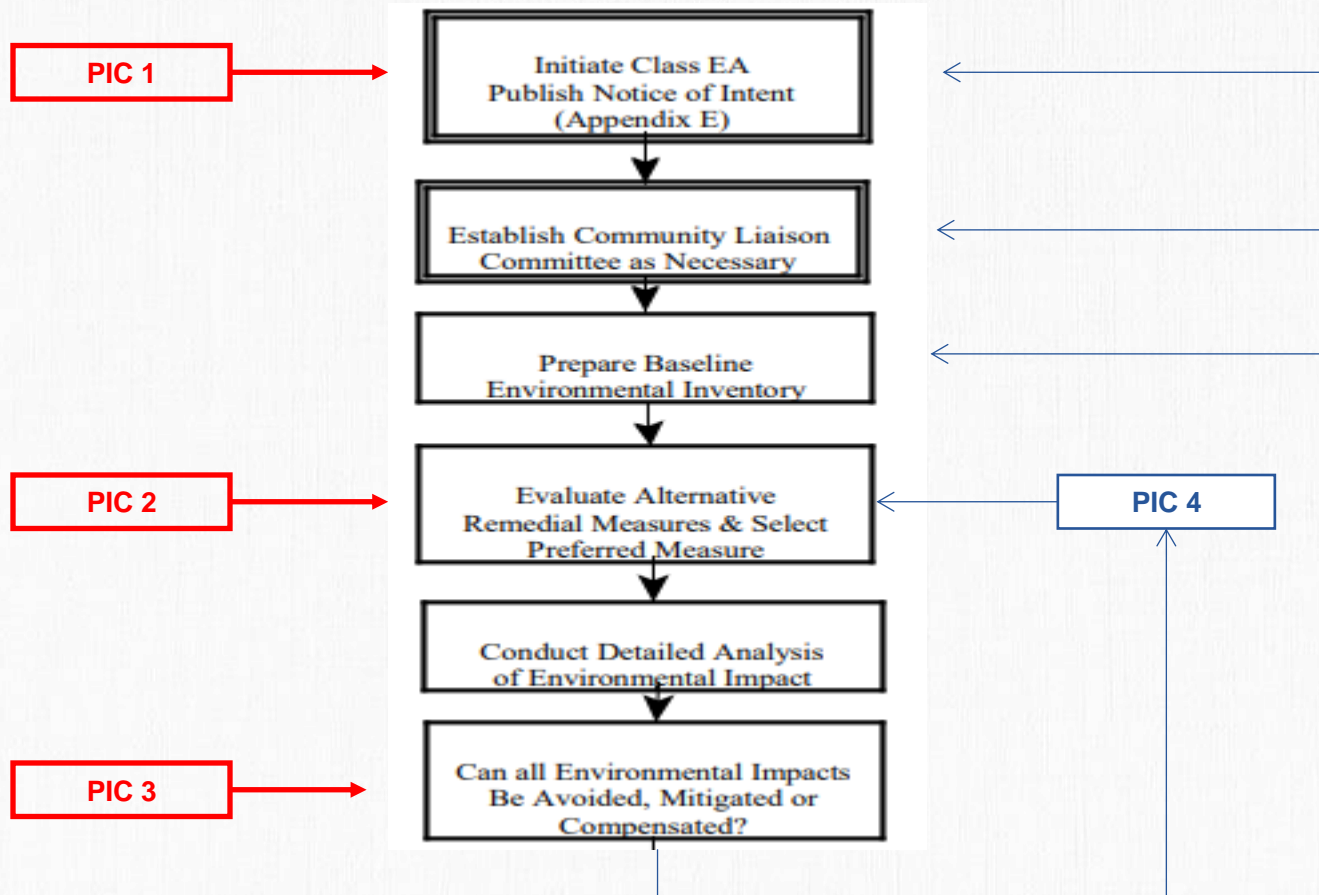 PIC 1
Initiate Class EA
Publish Notice of Intent
(Appendix E)
Establish Community Liaison
Committee as Necessary
Prepare Baseline
Environmental Inventory
PIC 2
Evaluate Alternative
Remedial Measures & Select
Preferred Measure
PIC 4
Conduct Detailed Analysis
of Environmental Impact
PIC 3
Can all Environmental Impacts
Be Avoided, Mitigated or
Compensated?